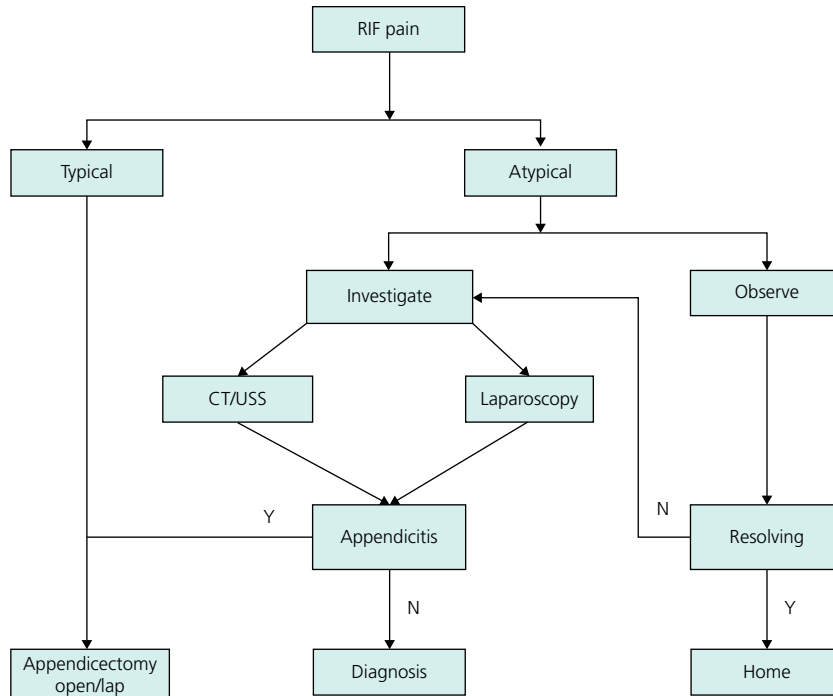 RIF pain
Typical
Atypical
Investigate
Observe
CT/USS
Laparoscopy
Y
Appendicitis
N
Resolving
N
Y
Appendicectomy
open/lap
Diagnosis
Home